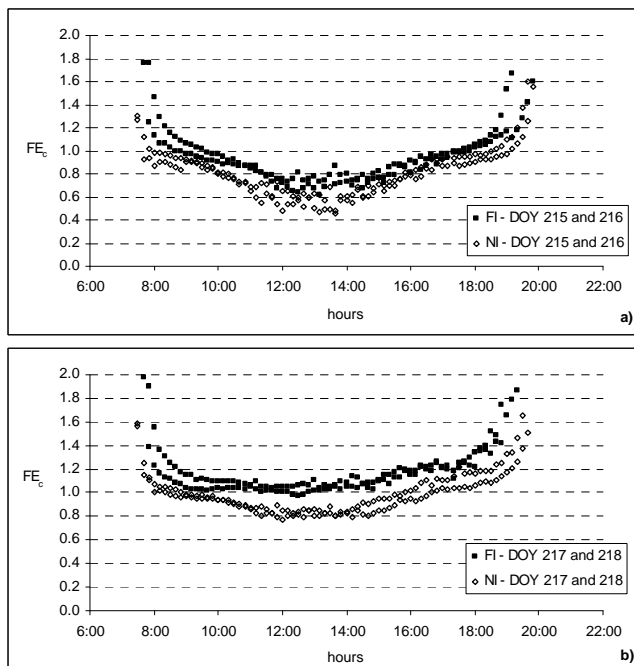 2.0
1.8
1.6
1.4
1.2
FEc 1.0
0.8
0.6
0.4
0.2
0.0
6:00 8:00 10:00 12:00 14:00 16:00 18:00 20:00 22:00
hours
FI - DOY 215 and 216
NI - DOY 215 and 216
a)
2.0
1.8
1.6
1.4
1.2
FEc 1.0
0.8
0.6
0.4
0.2
0.0
6:00 8:00 10:00 12:00 14:00 16:00 18:00 20:00 22:00
hours
FI - DOY 217 and 218
NI - DOY 217 and 218
b)